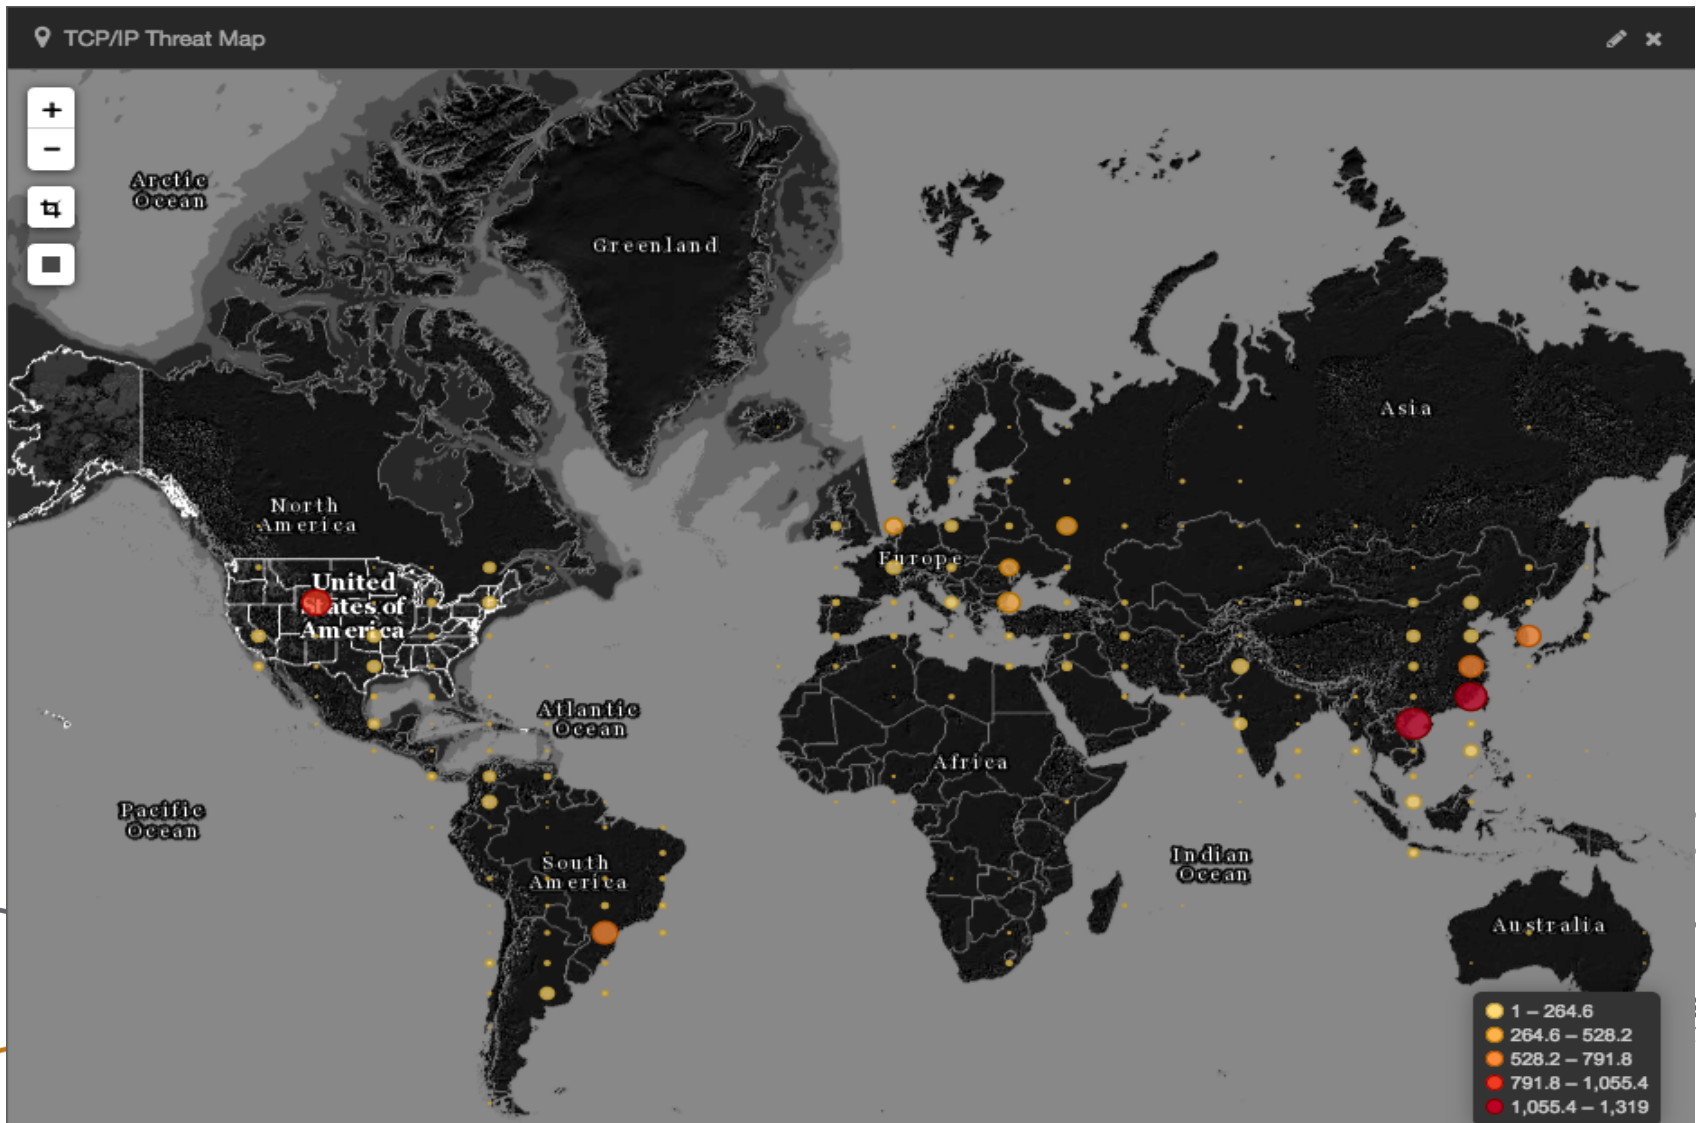 TCP/IP Threat Map
+
−
Arctic
Ocean
Greenland
Asia
North
America
Europe
United
States of
America
Atlantic
Ocean
Africa
Pacific
Ocean
South
America
Indian
Ocean
Australia
1 – 264.6
264.6 – 528.2
528.2 – 791.8
791.8 – 1,055.4
1,055.4 – 1,319